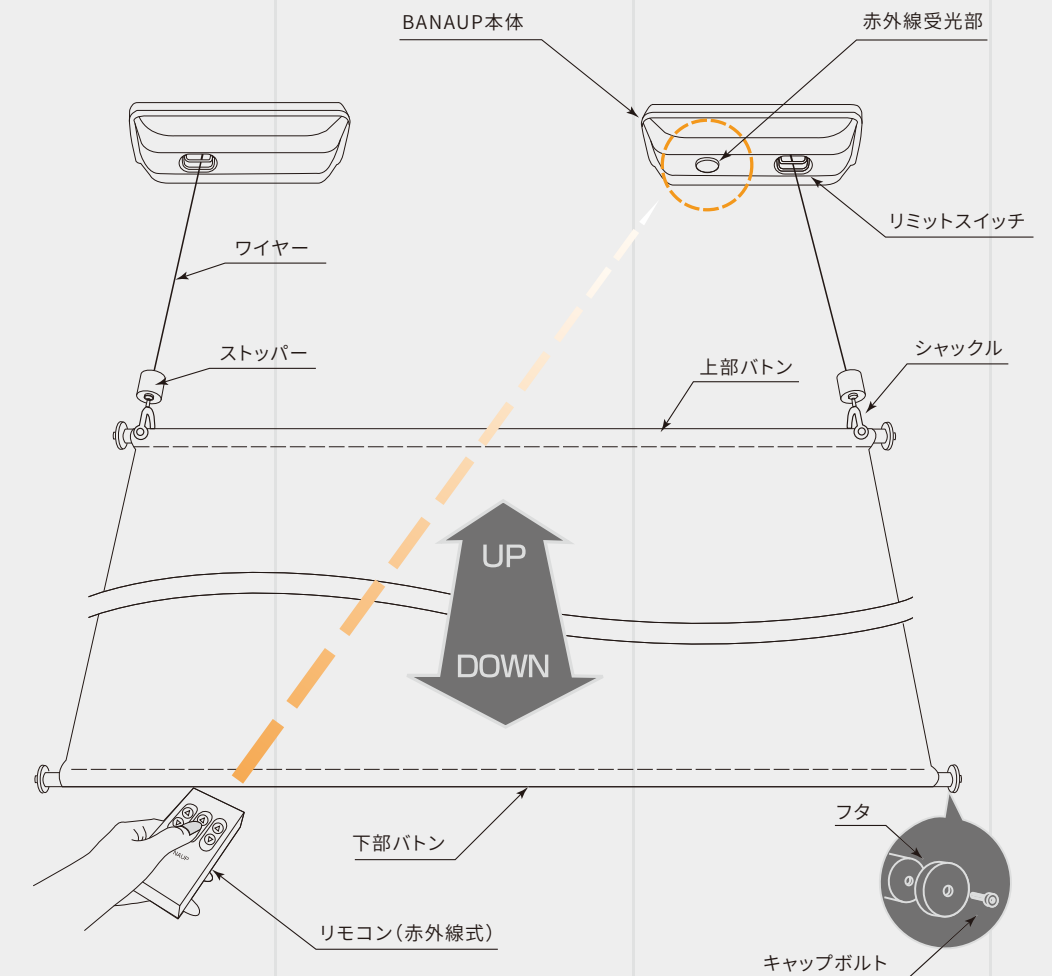 BANAUP本体
赤外線受光部
リミットスイッチ
ワイヤー
ストッパー
シャックル
上部バトン
UP
DOWN
フタ
下部バトン
リモコン（赤外線式）
キャップボルト